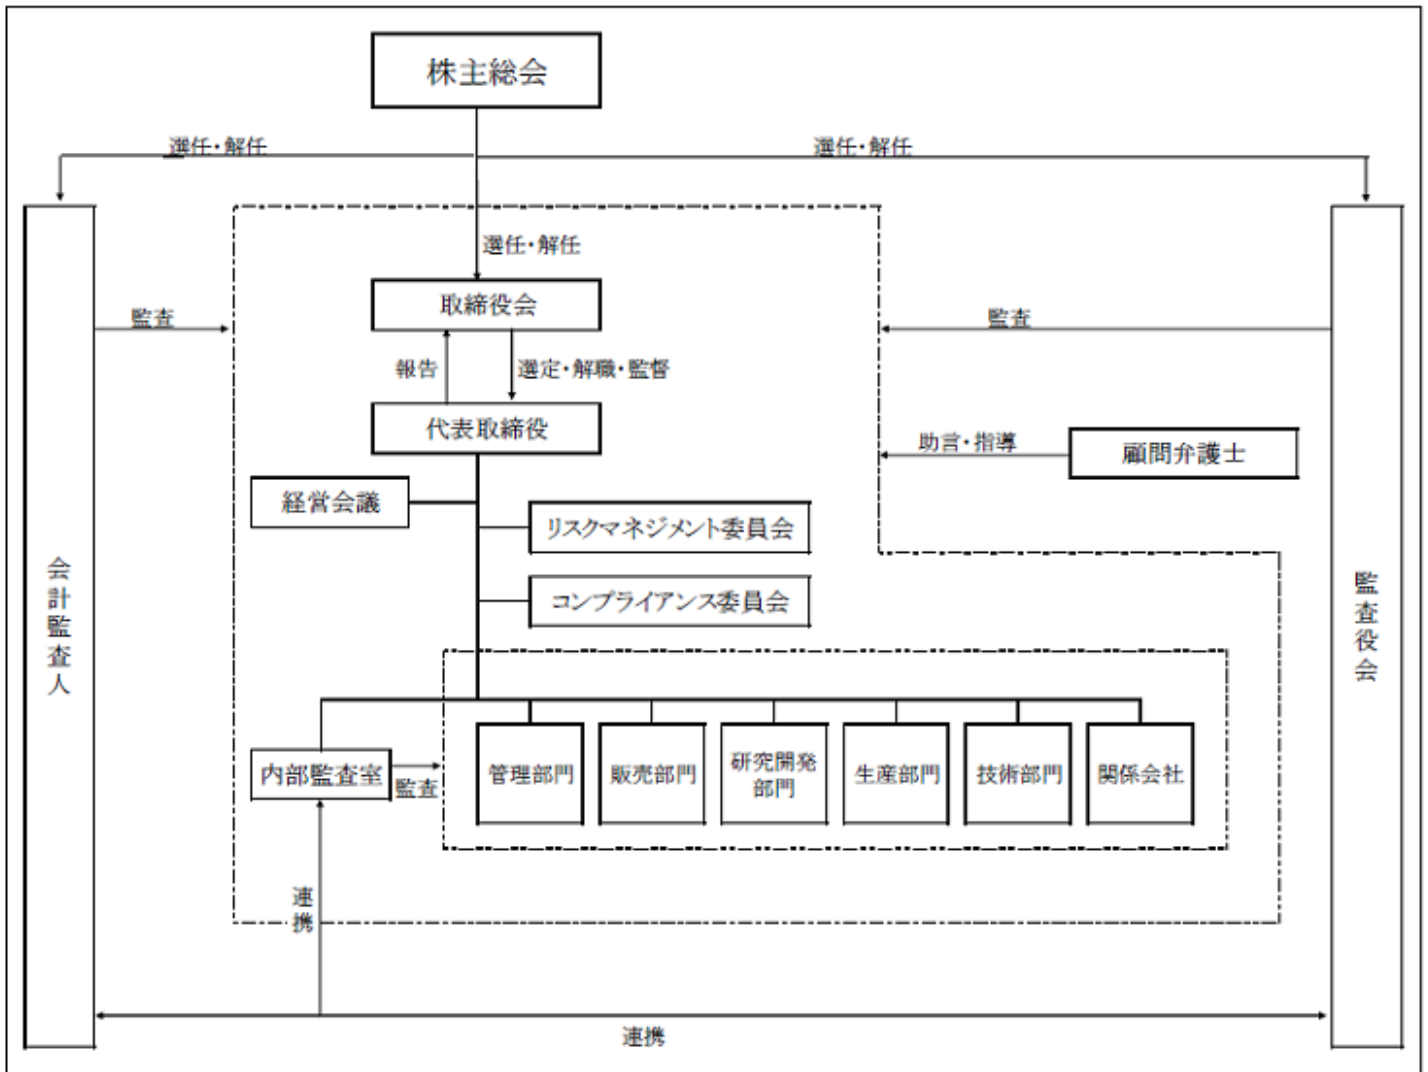 株主総会
選任・解任
選任・解任
選任・解任
取締役会
監査
監査
報告
選定・解職・監督
代表取締役
助言・指導
顧問弁護士
経営会議
リスクマネジメント委員会
コンプライアンス委員会
会計監査人
監査役会
内部監査室
監査
管理部門
販売部門
研究開発
部門
生産部門
技術部門
関係会社
連携
連携